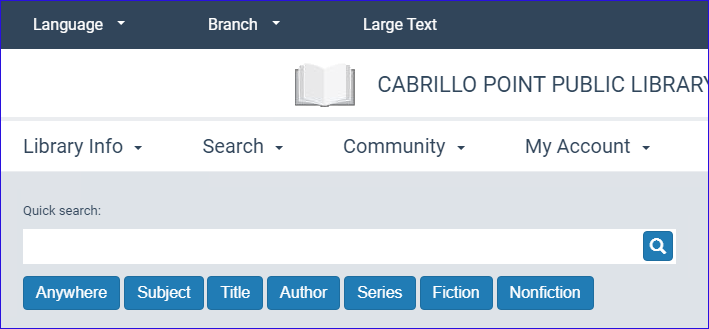 Language Branch Large Text
CABRILLO POINT PUBLIC LIBRARY
Library Info Search Community My Account
Quick search:
Anywhere Subject Title Author Series Fiction Nonfiction